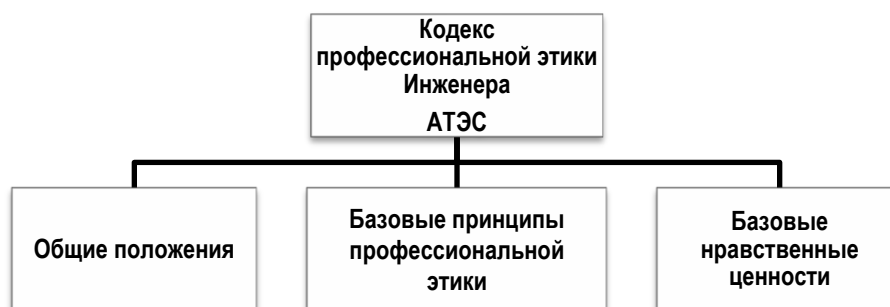 Кодекс
профессиональной этики
Инженера
АТЭС
Общие положения
Базовые принципы
профессиональной
этики
Базовые
нравственные
ценности